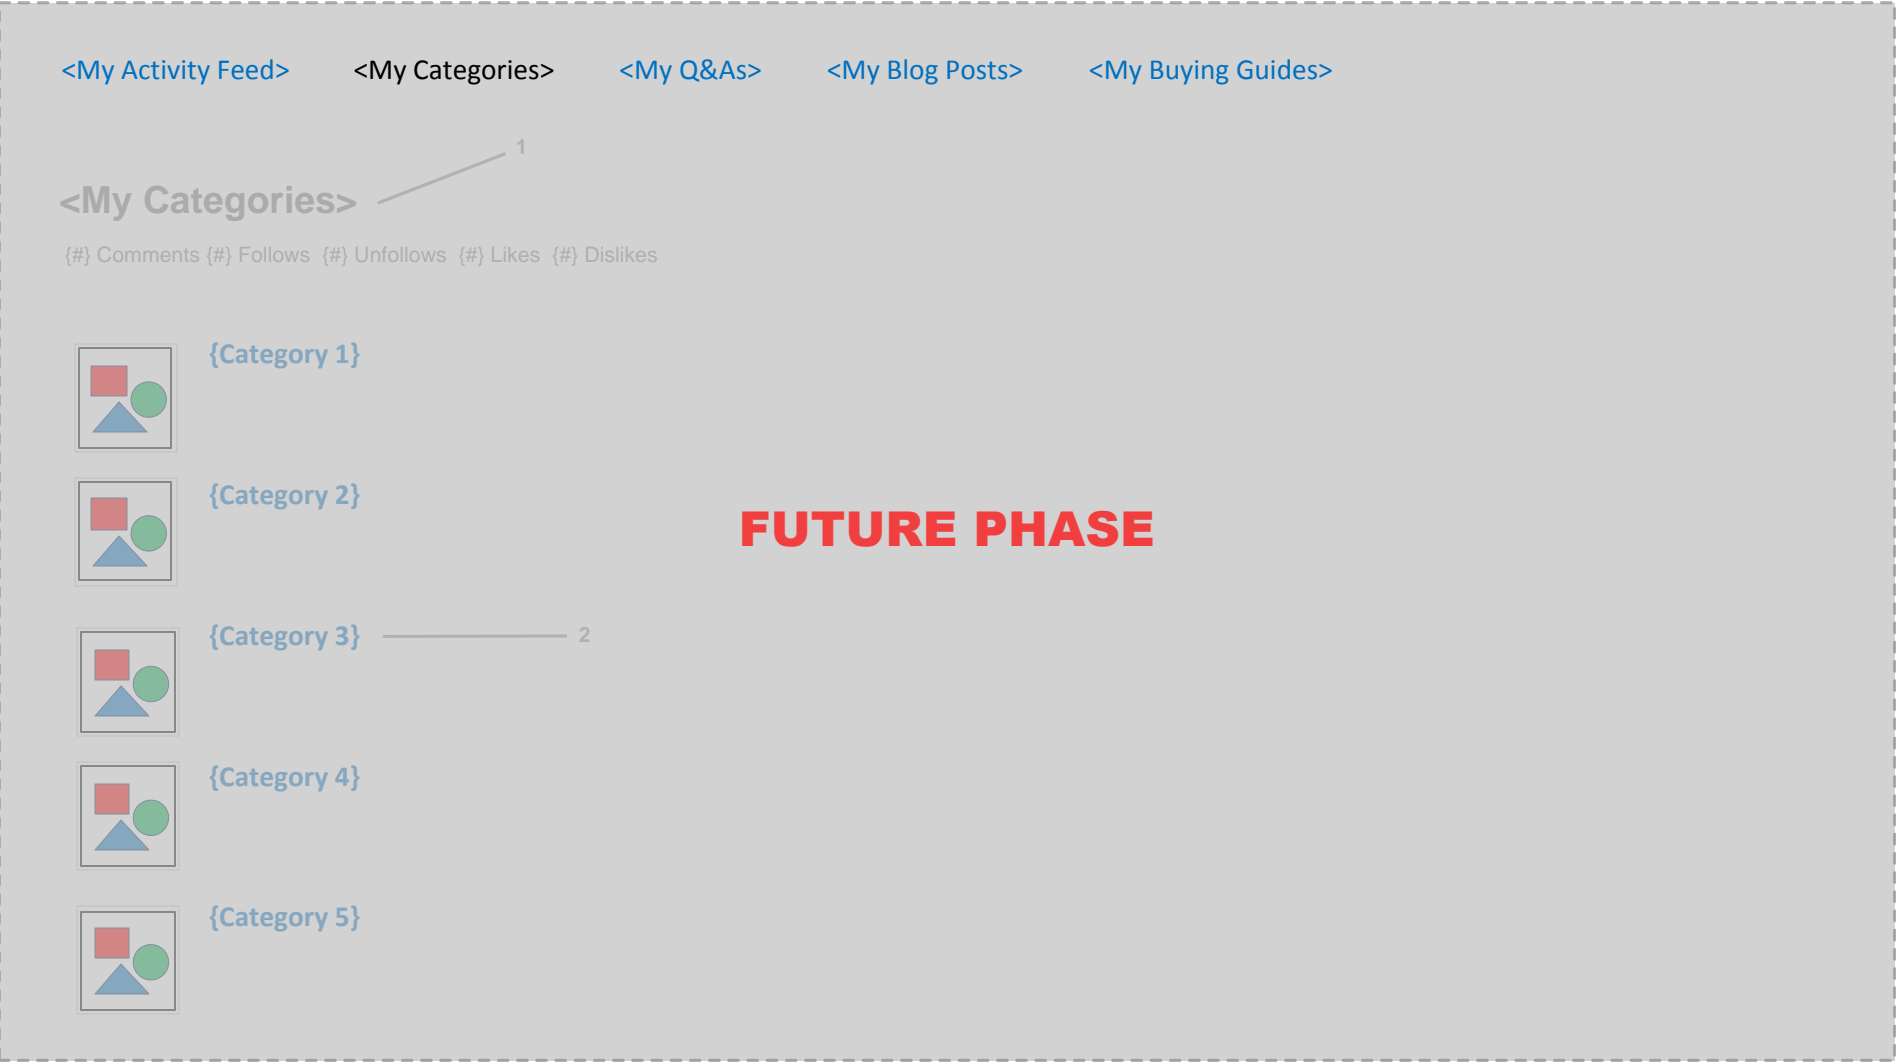 <My Activity Feed> <My Categories> <My Q&As> <My Blog Posts> <My Buying Guides>
1
<My Categories>
{#} Comments {#} Follows {#} Unfollows {#} Likes {#} Dislikes
{Category 1}
{Category 2}
FUTURE PHASE
{Category 3} 2
{Category 4}
{Category 5}